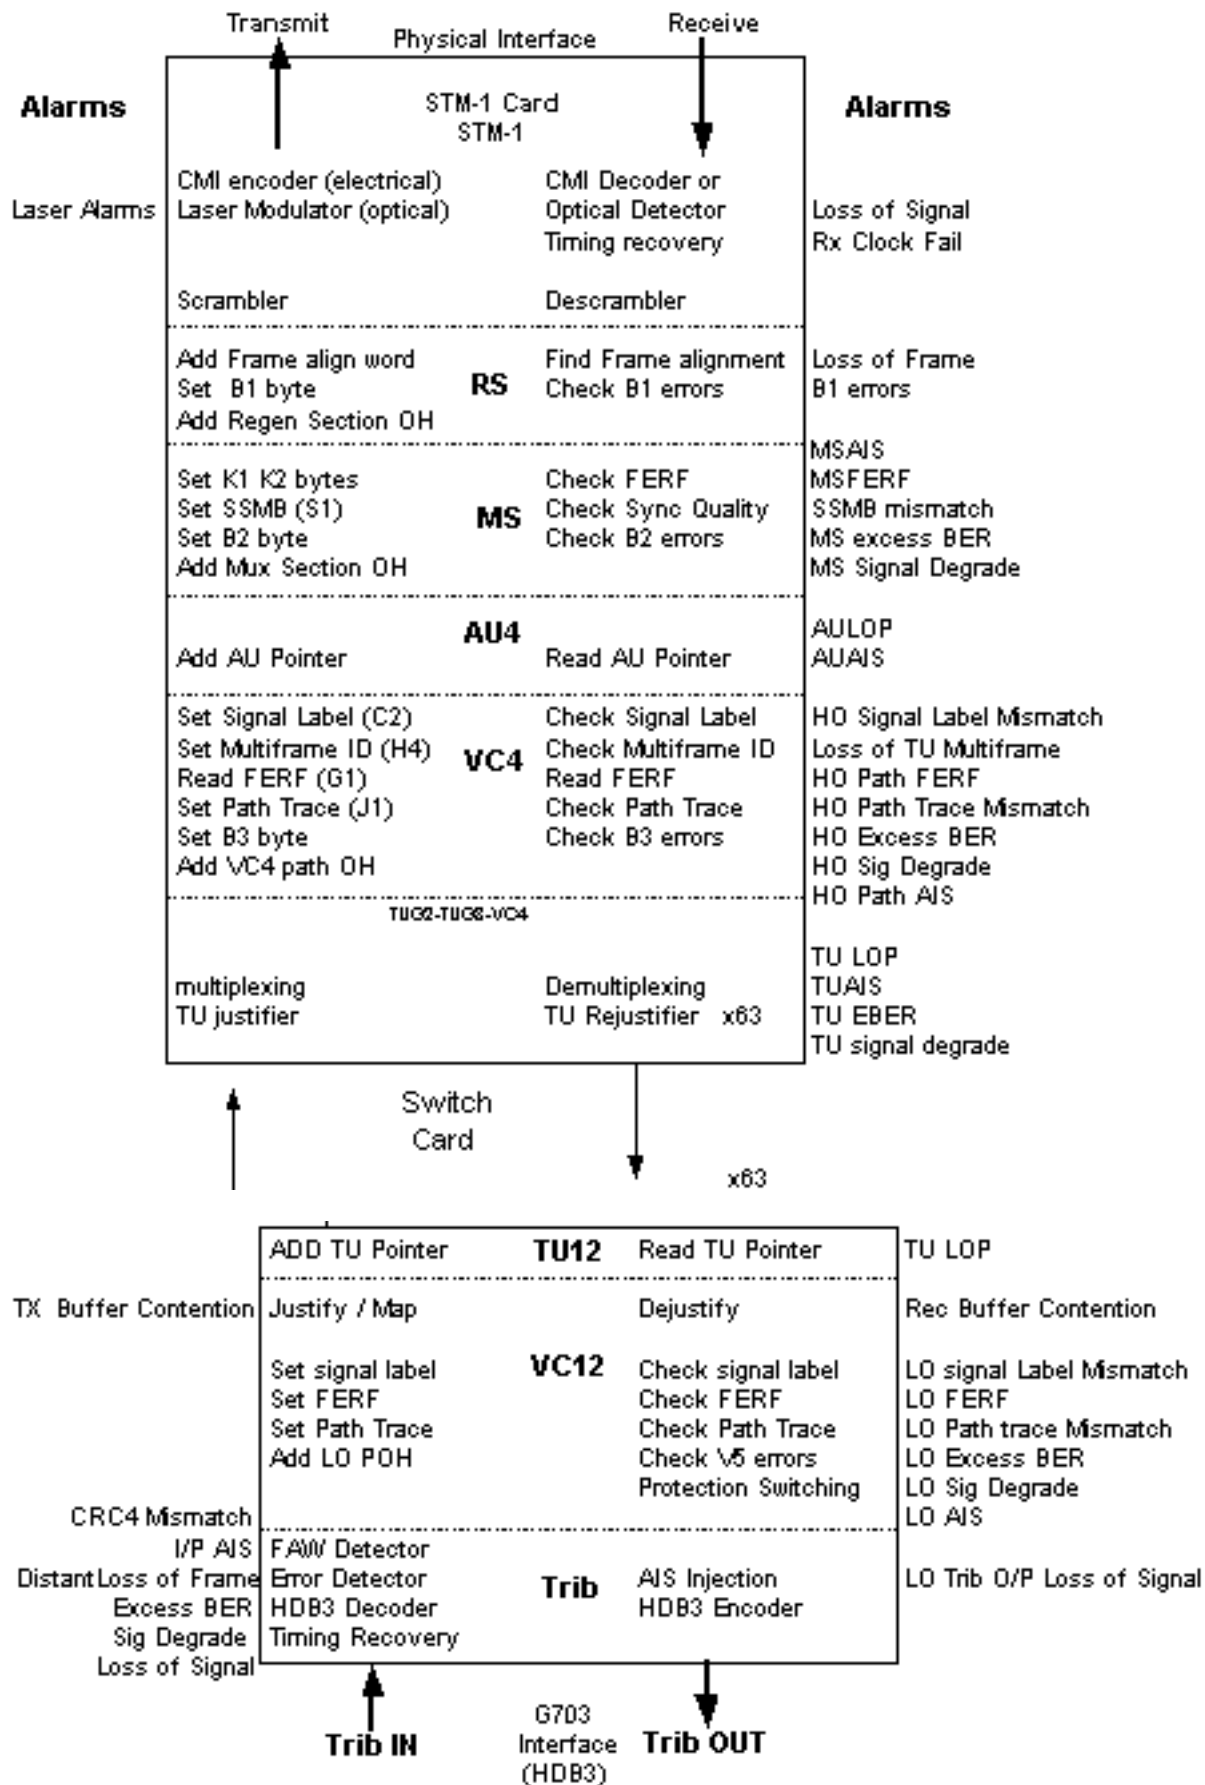 Transmit Physical Interface Receive
Alarms STM-1 Card Alarms
STM-1
CMI encoder (electrical) CMI Decoder or
Laser Alarms Laser Modulator (optical) Optical Detector Loss of Signal
Timing recovery Rx Clock Fail
Scrambler Descrambler
Add Frame align word Find Frame alignment Loss of Frame
Set B1 byte RS Check B1 errors B1 errors
Add Regen Section OH
MSAIS
Set K1 K2 bytes Check FERF MSFERF
Set SSMB (S1) MS Check Sync Quality SSMB mismatch
Set B2 byte Check B2 errors MS excess BER
Add Mux Section OH MS Signal Degrade
AU4 AULOP
Add AU Pointer Read AU Pointer AUAIS
Set Signal Label (C2) Check Signal Label HO Signal Label Mismatch
Set Multiframe ID (H4) VC4 Check Multiframe ID Loss of TU Multiframe
Read FERF (G1) Read FERF HO Path FERF
Set Path Trace (J1) Check Path Trace HO Path Trace Mismatch
Set B3 byte Check B3 errors HO Excess BER
Add VC4 path OH HO Sig Degrade
HO Path AIS
TUG2-TUG3-VC4
TU LOP
multiplexing Demultiplexing TUAIS
TU justifier TU Rejustifier x63 TU EBER
TU signal degrade
Switch
Card
x63
ADD TU Pointer TU12 Read TU Pointer TU LOP
TX Buffer Contention Justify / Map Dejustify Rec Buffer Contention
Set signal label VC12 Check signal label LO signal Label Mismatch
Set FERF Check FERF LO FERF
Set Path Trace Check Path Trace LO Path trace Mismatch
Add LO POH Check V5 errors LO Excess BER
Protection Switching LO Sig Degrade
CRC4 Mismatch LO AIS
I/P AIS FAW Detector
Distant Loss of Frame Error Detector Trib AIS Injection LO Trib O/P Loss of Signal
Excess BER HDB3 Decoder HDB3 Encoder
Sig Degrade Timing Recovery
Loss of Signal
G703
Trib IN Interface Trib OUT
(HDB3)